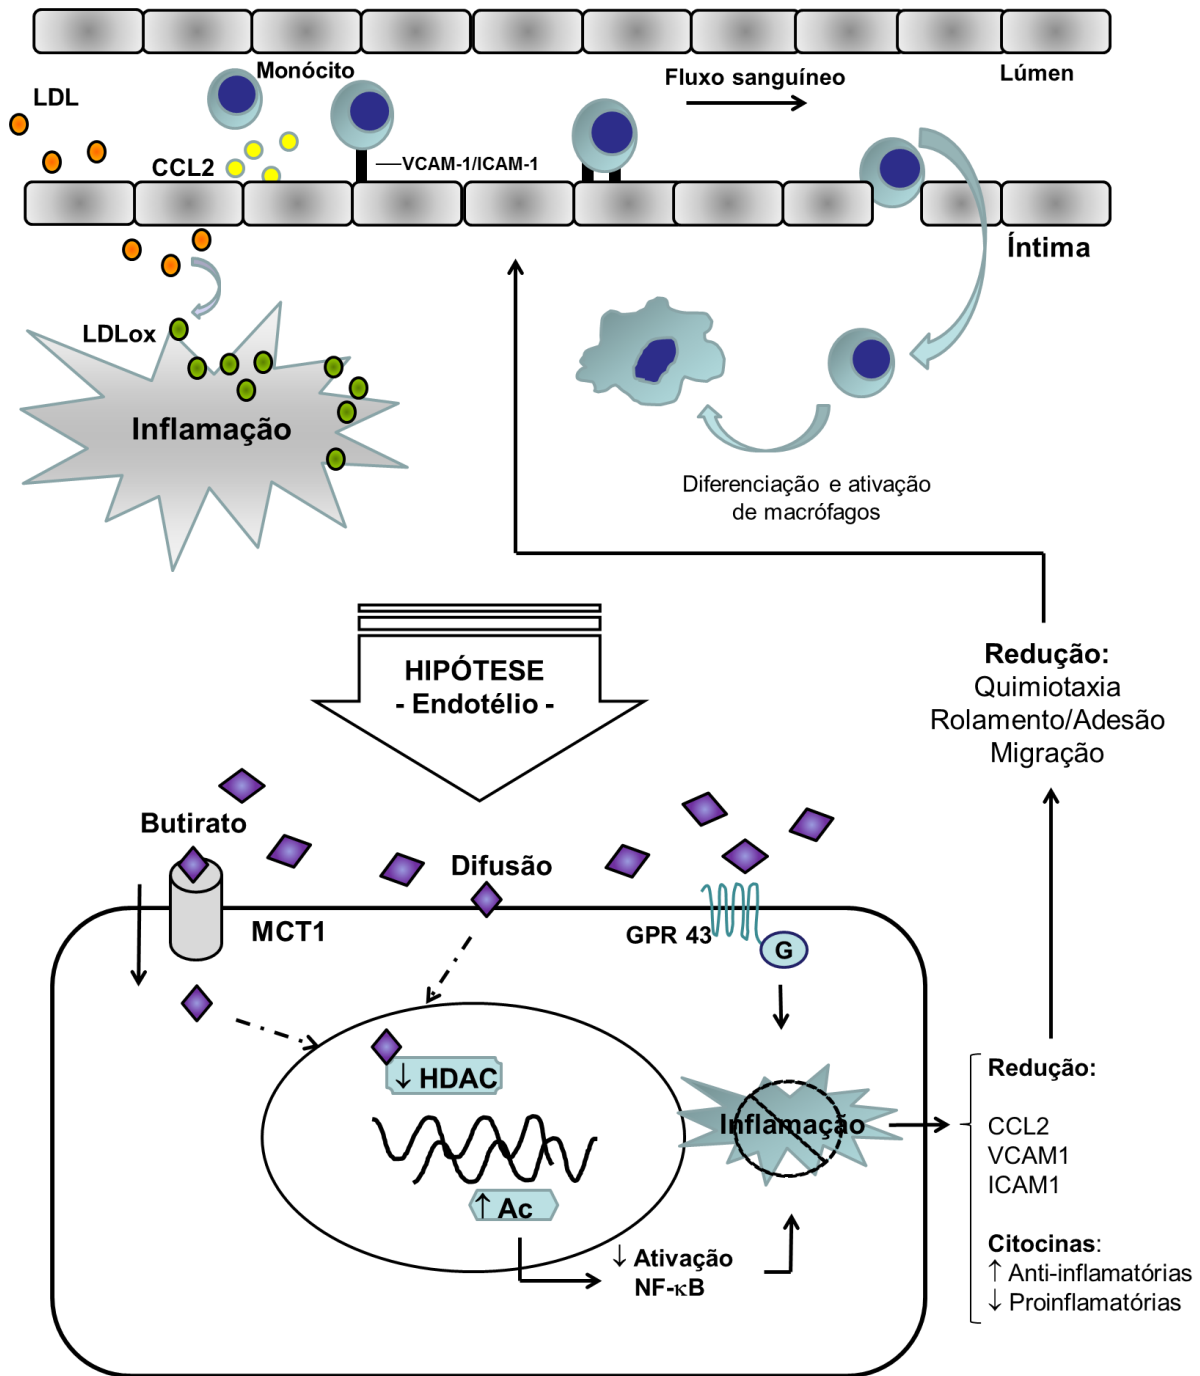 Monócito
Fluxo sanguíneo
Lúmen
LDL
CCL2
VCAM-1/ICAM-1
Íntima
LDLox
Inflamação
Diferenciação e ativação
de macrófagos
HIPÓTESE
- Endotélio -
Redução:
Quimiotaxia
Rolamento/Adesão
Migração
Butirato
Difusão
MCT1
GPR 43
G
↓ HDAC
Inflamação
↑ Ac
↓ Ativação
NF-κB
Redução:
CCL2
VCAM1
ICAM1
Citocinas:
↑ Anti-inflamatórias
↓ Proinflamatórias